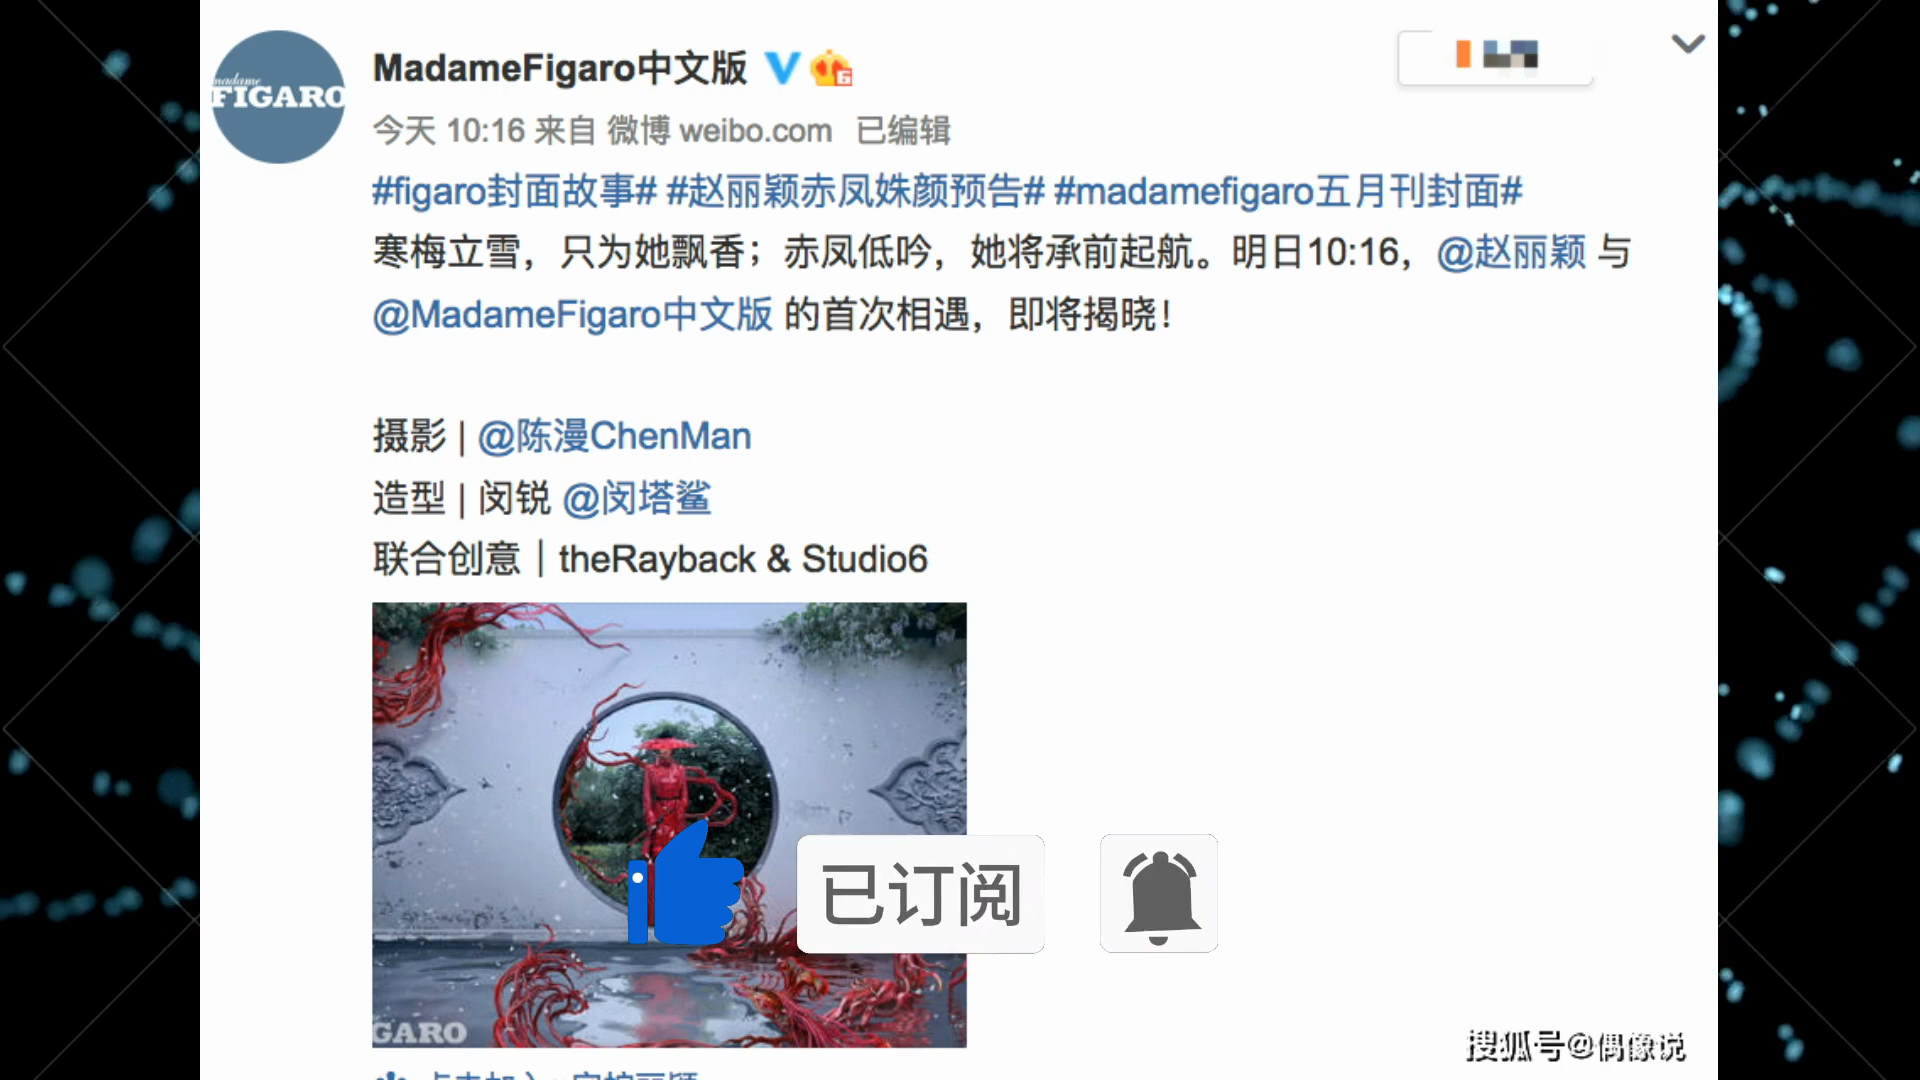 madame
FIGARO
MadameFigaro中文版
今天 10:16 来自 微博 weibo.com 已编辑
#figaro封面故事# #赵丽颖赤凤姝颜预告# #madamefigaro五月刊封面#
寒梅立雪，只为她飘香；赤凤低吟，她将承前起航。明日10:16，@赵丽颖 与
@MadameFigaro中文版 的首次相遇，即将揭晓！
摄影 | @陈漫ChenMan
造型 | 闵锐 @闵塔鲨
联合创意｜theRayback & Studio6
已订阅
GARO
搜狐号@偶像说